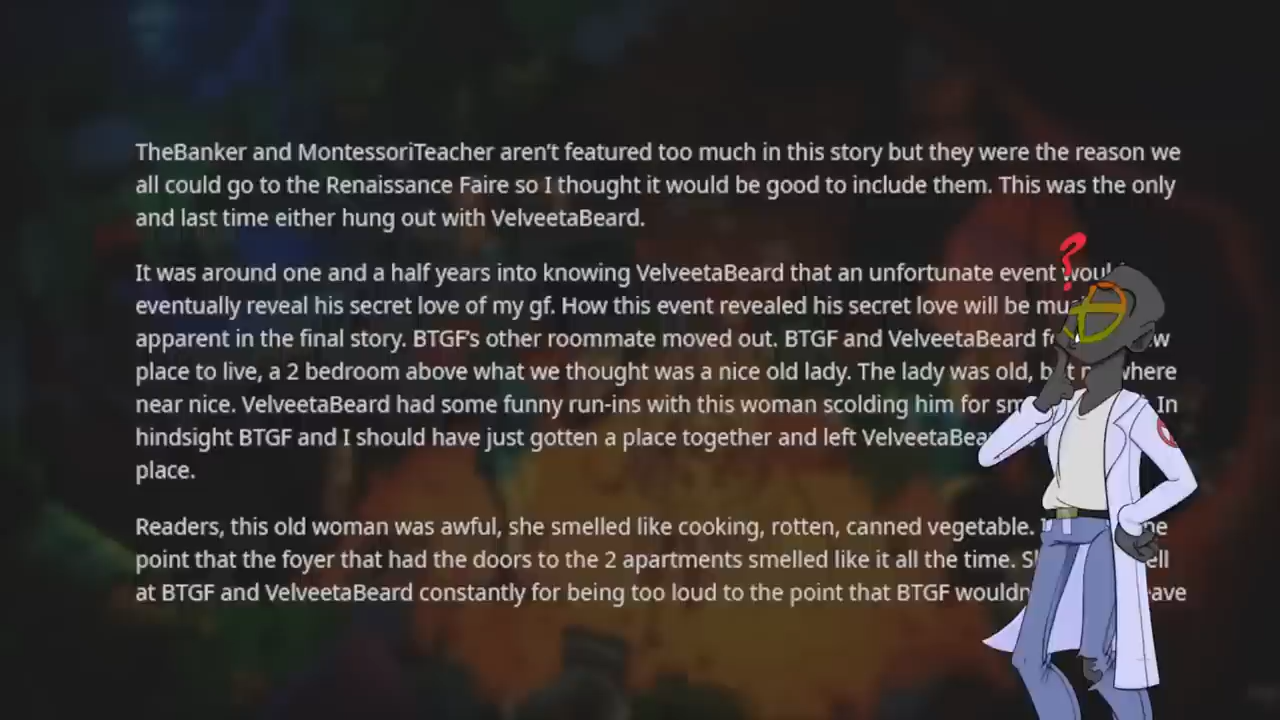 TheBanker and MontessoriTeacher aren't featured too much in this story but they were the reason we
all could go to the Renaissance Faire so I thought it would be good to include them. This was the only
and last time either hung out with VelveetaBeard.
It was around one and a half years into knowing VelveetaBeard that an unfortunate event would
eventually reveal his secret love of my gf. How this event revealed his secret love will be
apparent in the final story. BTGF's other roommate moved out. BTGF and VelveetaBeard
place to live, a 2 bedroom above what we thought was a nice old lady. The lady was old, but
near nice. VelveetaBeard had some funny run-ins with this woman scolding him for In
hindsight BTGF and I should have just gotten a place together and left
place.
Readers, this old woman was awful, she smelled like cooking, rotten, canned vegetable.
point that the foyer that had the doors to the 2 apartments smelled like it all the time.
at BTGF and VelveetaBeard constantly for being too loud to the point that BTGF
?